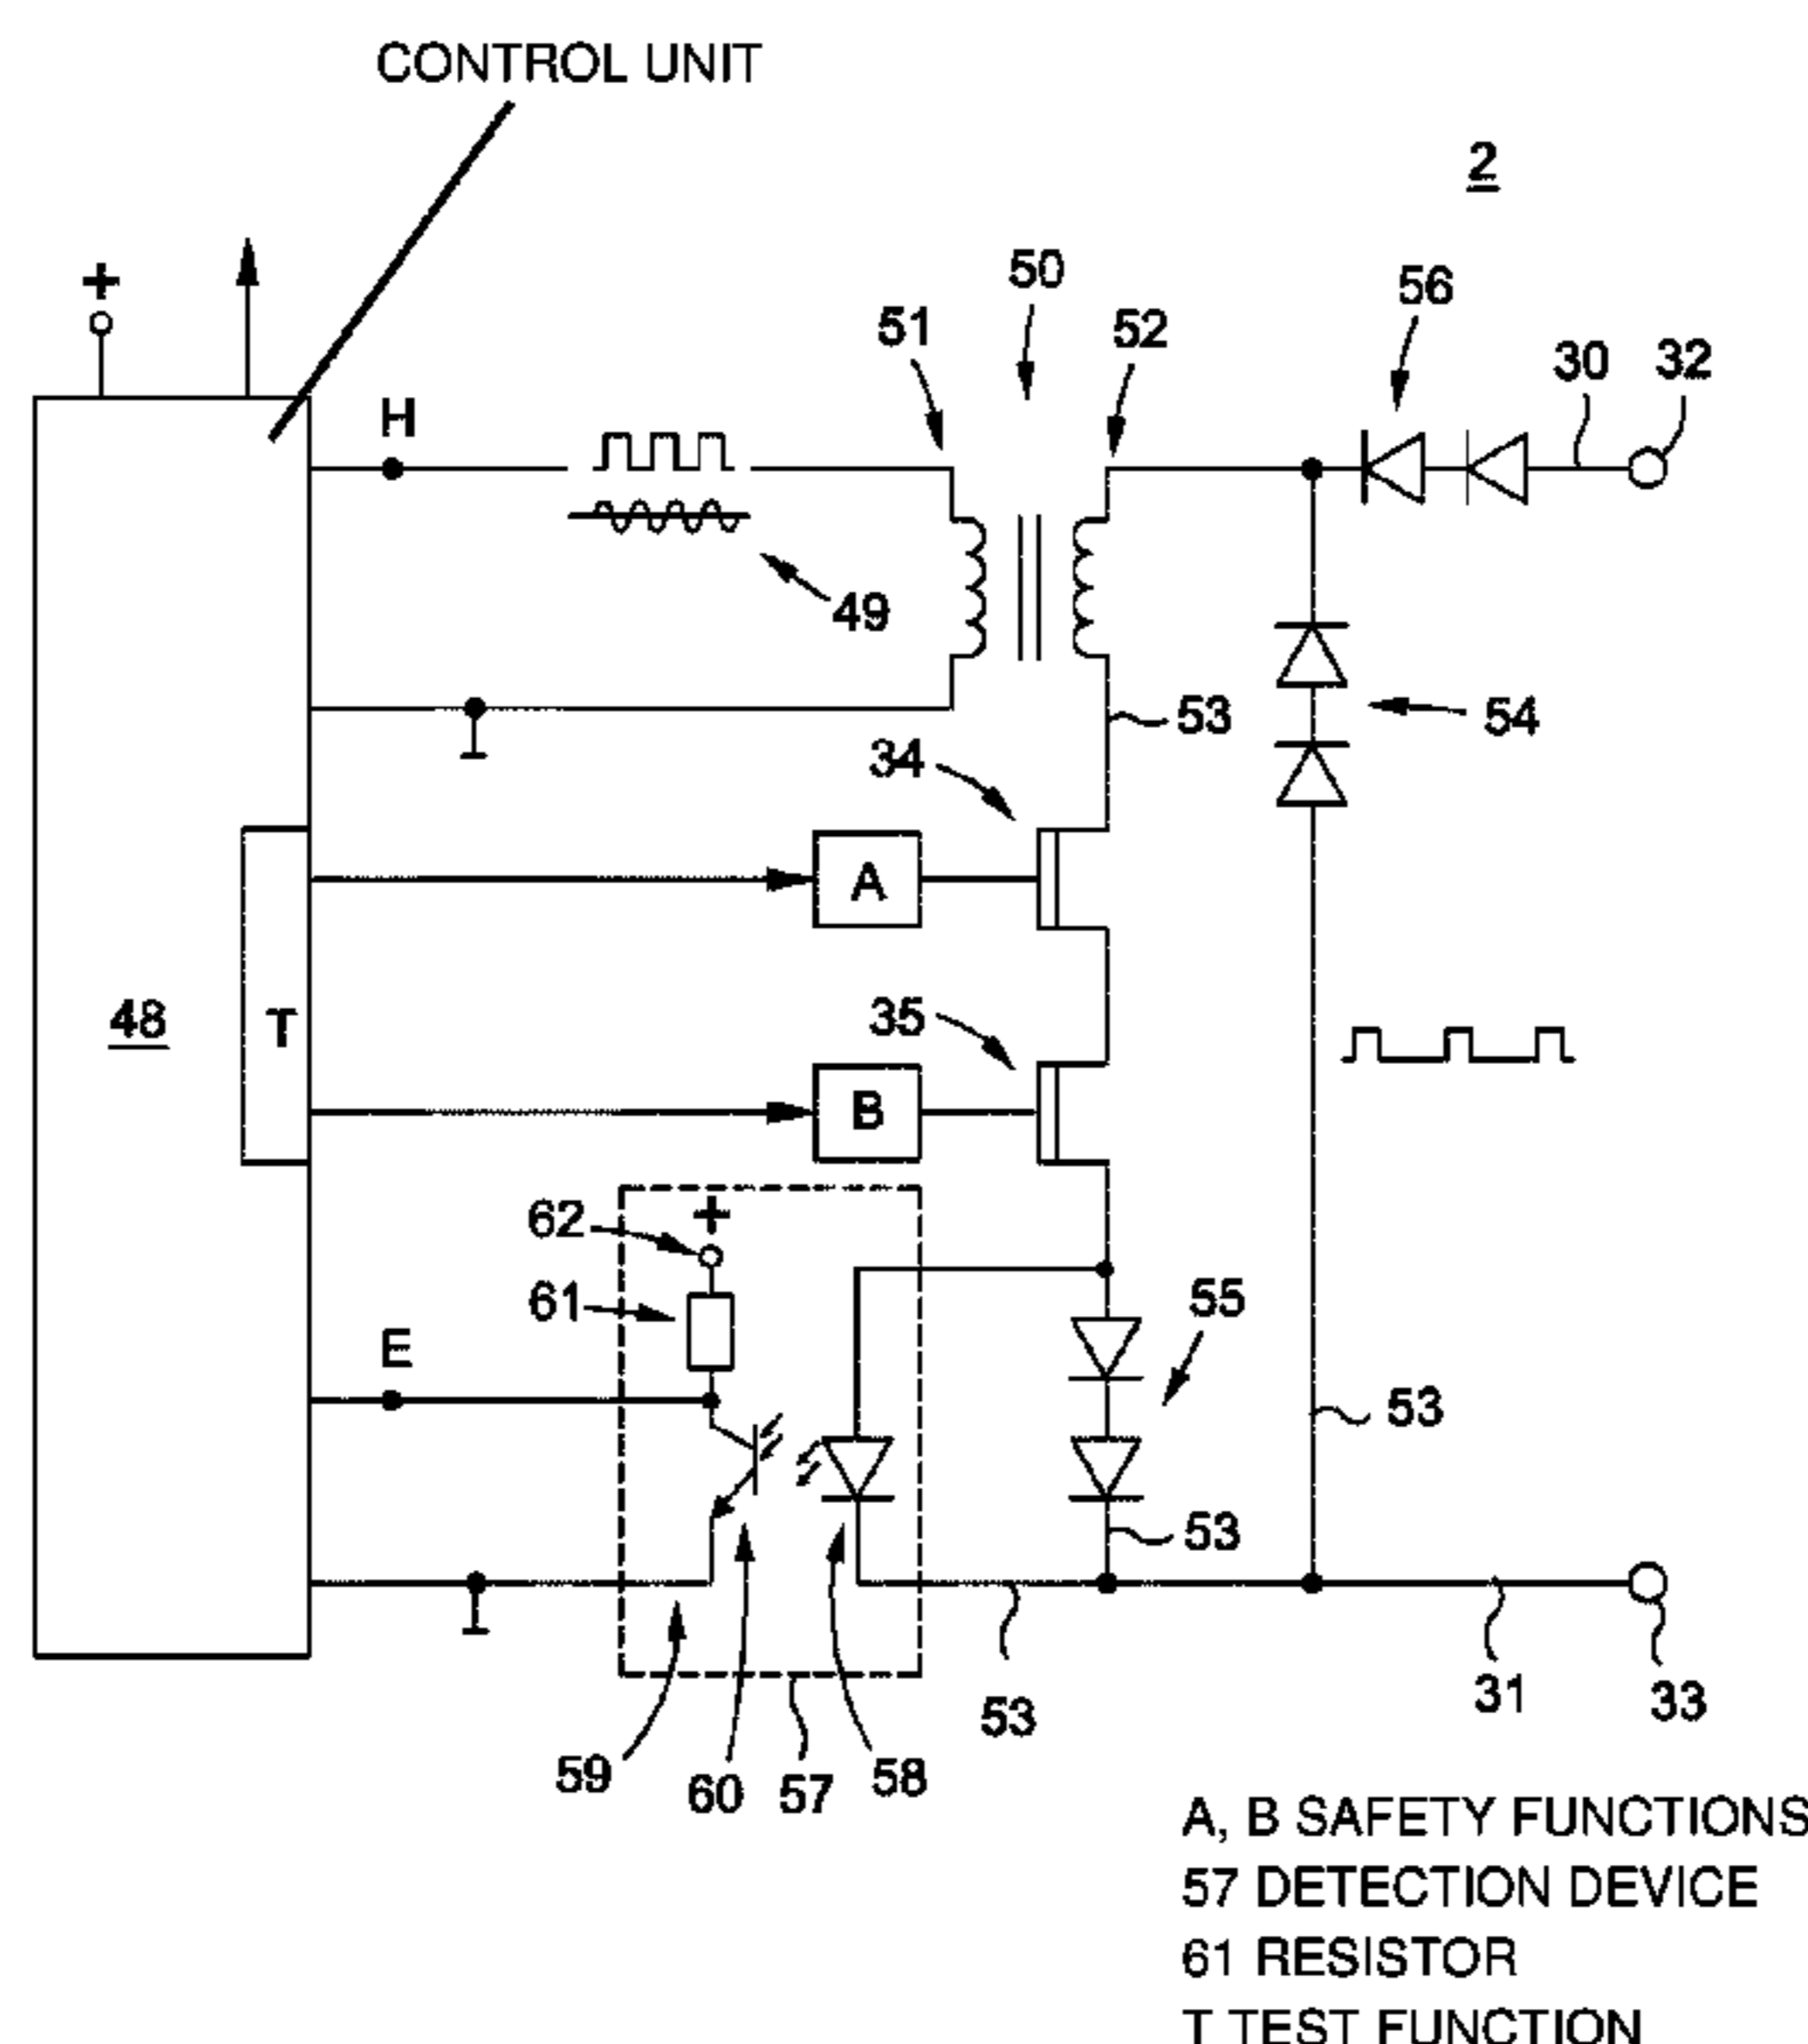 CONTROL UNIT
2
+
50
56
51
52
30
32
H
49
53
54
34
A
48
T
35
B
62
+
61
55
E
53
53
53
31
33
59
60
57
58
A, B SAFETY FUNCTIONS
57 DETECTION DEVICE
61 RESISTOR
T TEST FUNCTION